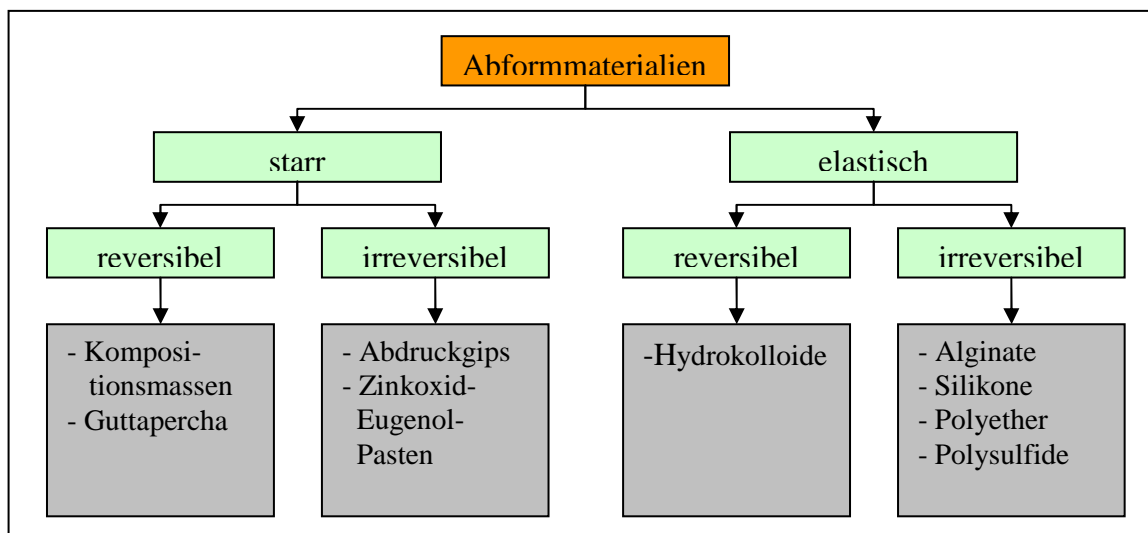 Abformmaterialien
starr
elastisch
reversibel
irreversibel
reversibel
irreversibel
- Komposi-
tionsmassen
- Guttapercha
- Abdruckgips
- Zinkoxid-
Eugenol-
Pasten
-Hydrokolloide
- Alginate
- Silikone
- Polyether
- Polysulfide